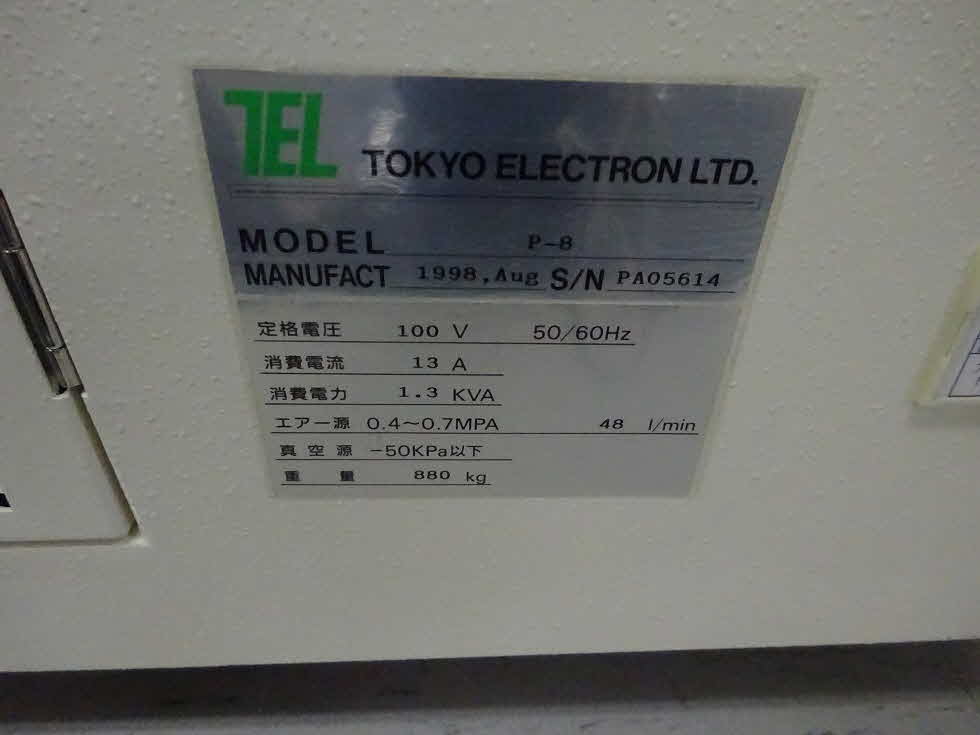 TEL TOKYO ELECTRON LTD.
MODEL P-8
MANUFACT 1998,Aug S/N PA05614
定格電圧 100 V 50/60Hz
消費電流 13 A
消費電力 1.3 KVA
エアー源 0.4～0.7MPA 48 l/min
真空源 -50KPa以下
重量 880 kg